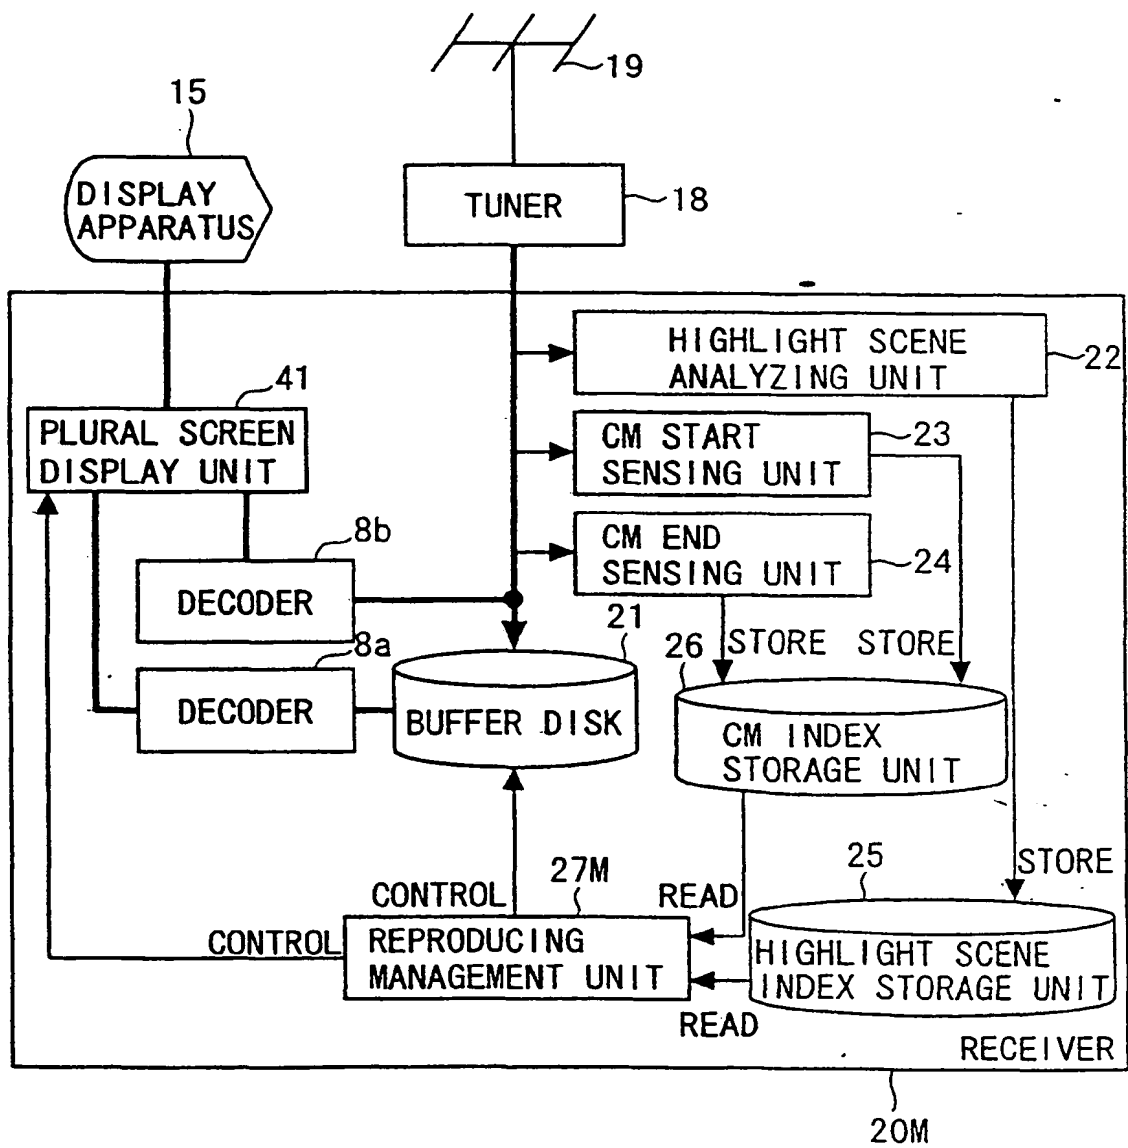 19
15
DISPLAY
APPARATUS
TUNER
18
HIGHLIGHT SCENE
ANALYZING UNIT
22
41
PLURAL SCREEN
DISPLAY UNIT
CM START
SENSING UNIT
23
8b
CM END
SENSING UNIT
24
DECODER
21
STORE
STORE
8a
26
DECODER
BUFFER DISK
CM INDEX
STORAGE UNIT
25
STORE
27M
CONTROL
READ
CONTROL
REPRODUCING
MANAGEMENT UNIT
HIGHLIGHT SCENE
INDEX STORAGE UNIT
READ
RECEIVER
20M